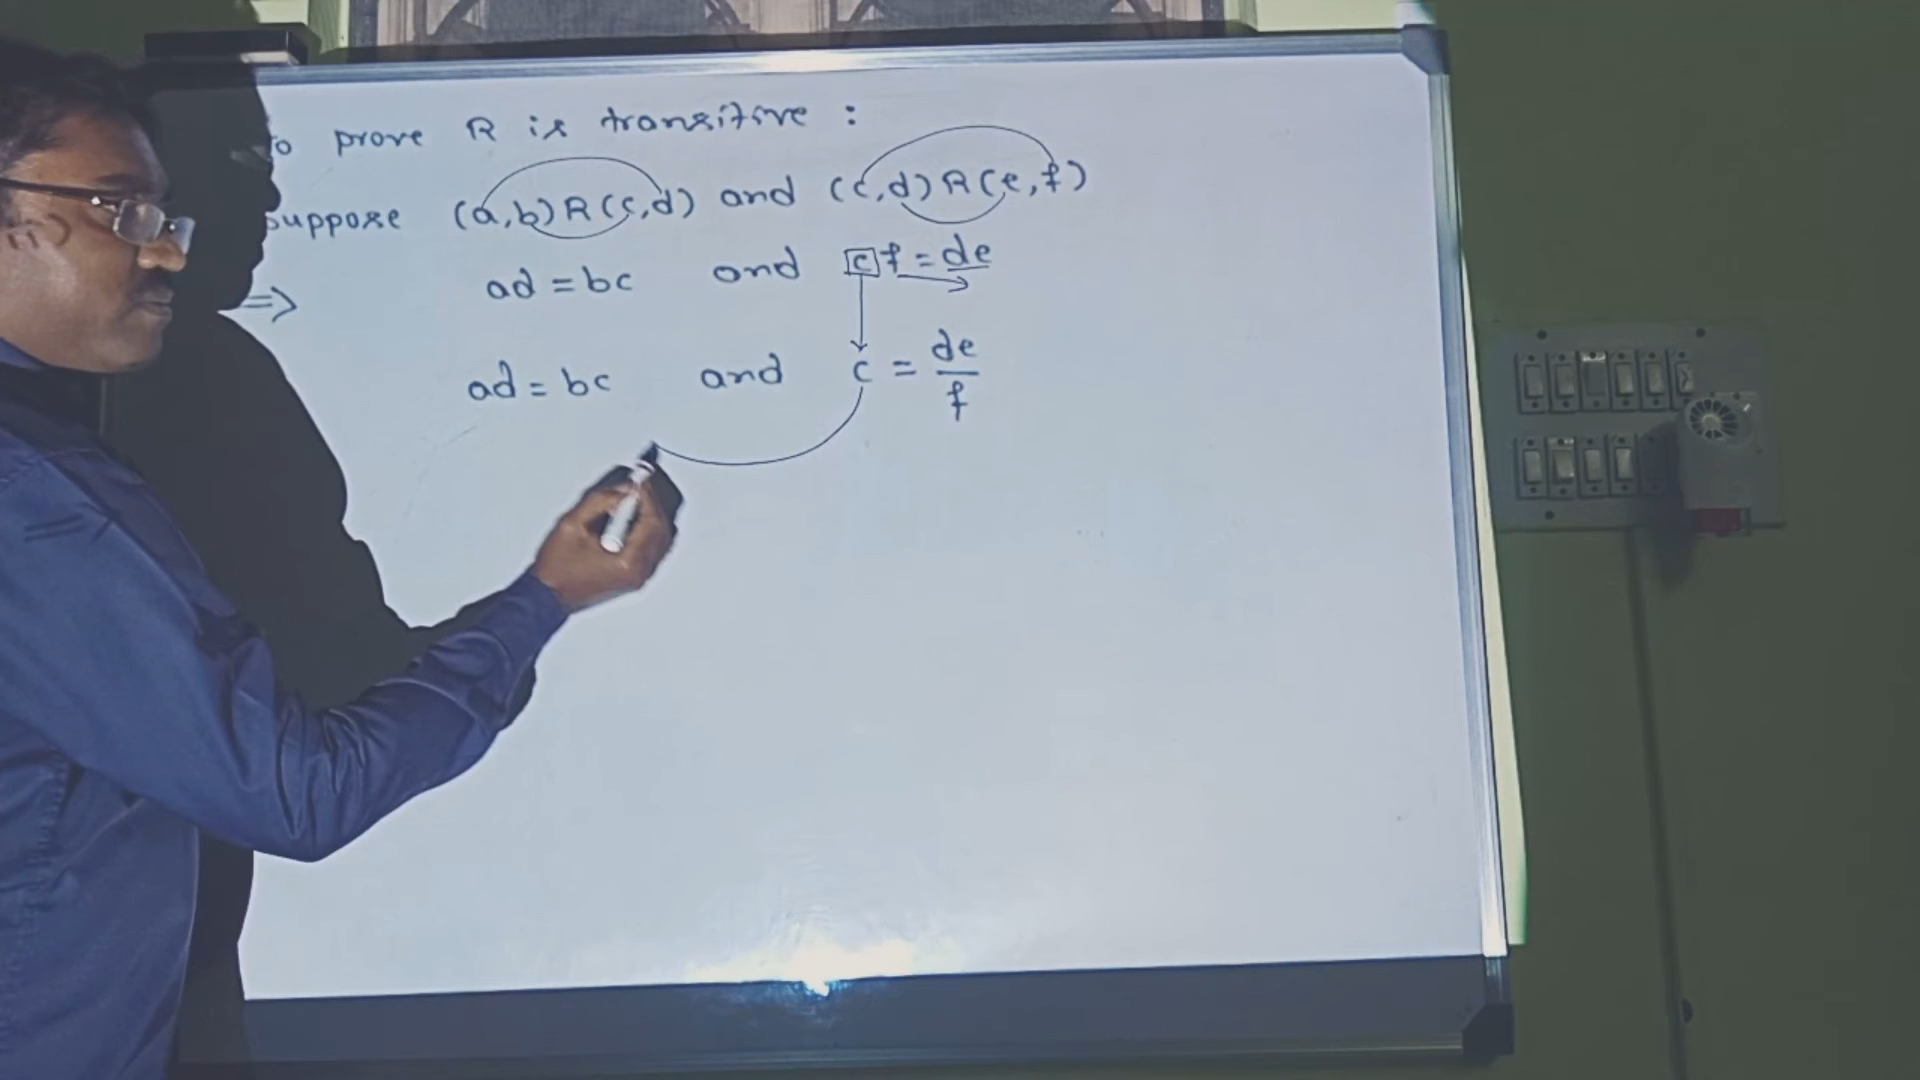 To prove R is transitive :
suppose (a,b)R(c,d) and (c,d)R(e,f)
=> ad = bc and cf = de
ad = bc and c = de/f